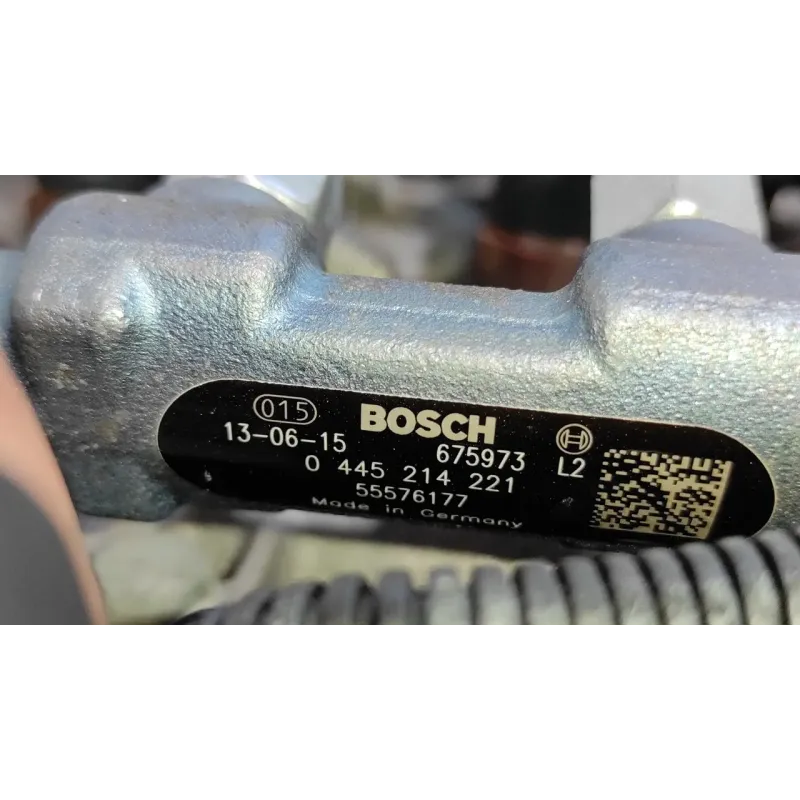 015 BOSCH
13-06-15 675973 L2
0 445 214 221
55576177
Made in Germany